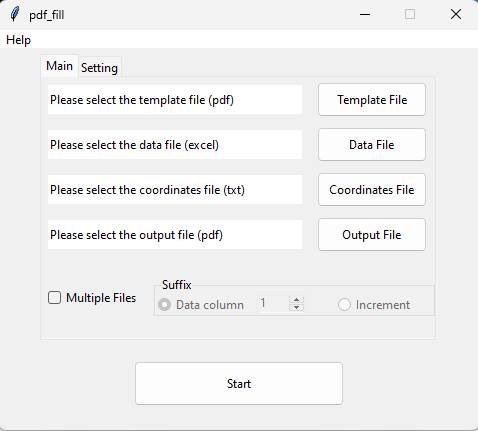 pdf_fill
Help
Main Setting
Please select the template file (pdf) Template File
Please select the data file (excel) Data File
Please select the coordinates file (txt) Coordinates File
Please select the output file (pdf) Output File
Suffix
Multiple Files Data column 1 Increment
Start